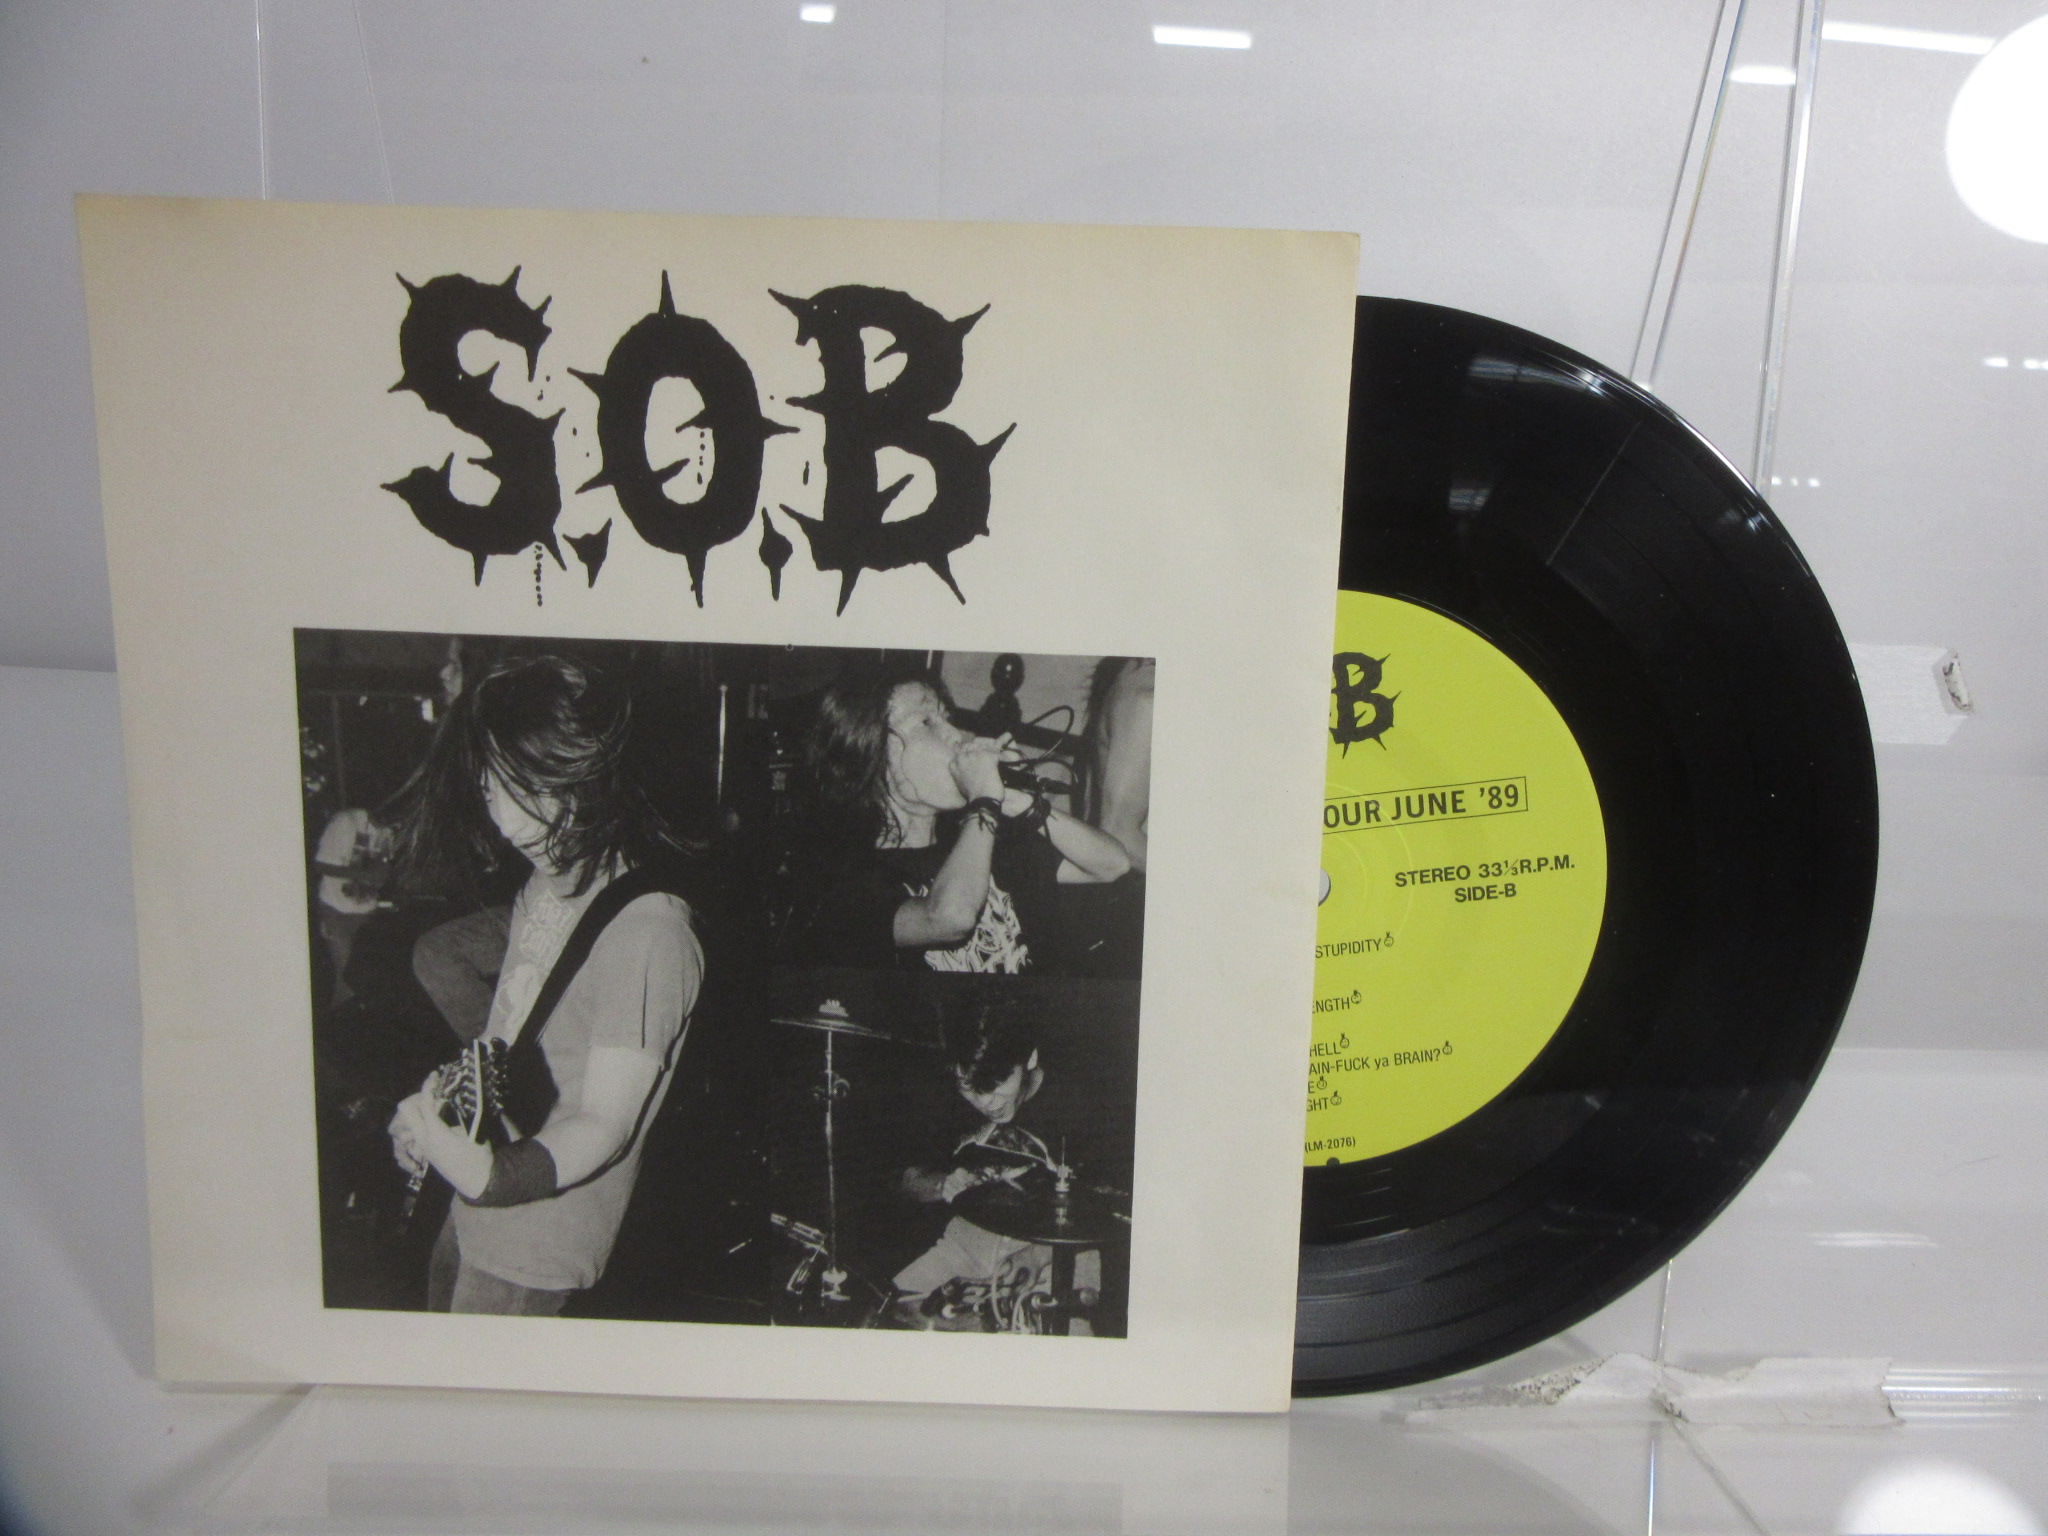 S.O.B
B
OUR JUNE '89
STEREO 33⅓R.P.M.
SIDE-B
STUPIDITY
ENGTH
HELL
AIN-FUCK ya BRAIN?
E
GHT
(LM-2076)